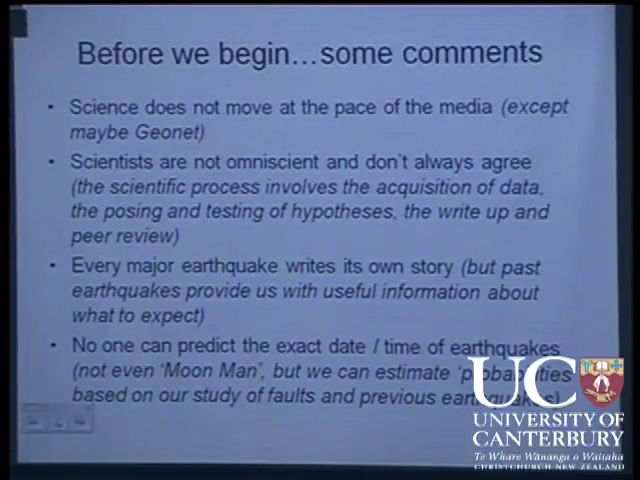 Before we begin...some comments
• Science does not move at the pace of the media (except
maybe Geonet)
• Scientists are not omniscient and don't always agree
(the scientific process involves the acquisition of data,
the posing and testing of hypotheses, the write up and
peer review)
• Every major earthquake writes its own story (but past
earthquakes provide us with useful information about
what to expect)
• No one can predict the exact date / time of earthquakes
(not even 'Moon Man', but we can estimate 'probabilities
based on our study of faults and previous earthquakes)
UC
UNIVERSITY OF
CANTERBURY
Te Whare Wānanga o Waitaha
CHRISTCHURCH NEW ZEALAND